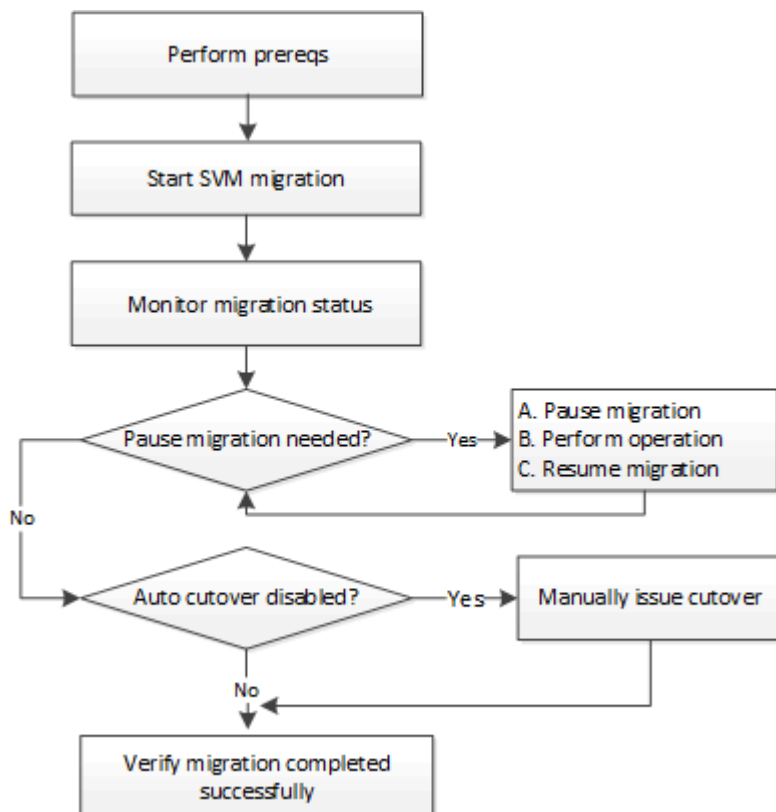 Perform prereqs
Start SVM migration
Monitor migration status
Pause migration needed?
Yes
A. Pause migration
B. Perform operation
C. Resume migration
No
Auto cutover disabled?
Yes
Manually issue cutover
No
Verify migration completed
successfully